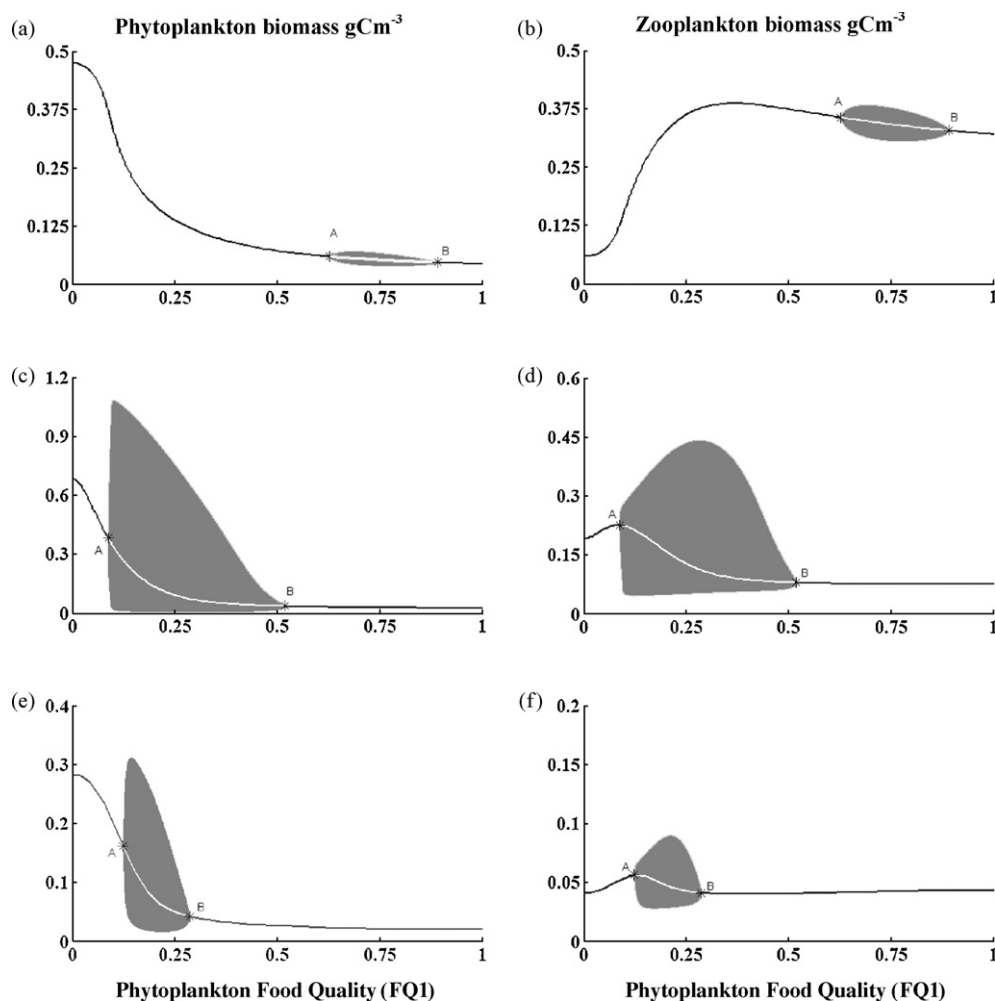 (a) Phytoplankton biomass gCm⁻³
0.5
0.375
0.25
0.125
0
A
B
0 0.25 0.5 0.75 1
(b) Zooplankton biomass gCm⁻³
0.5
0.375
0.25
0.125
0
A
B
0 0.25 0.5 0.75 1
(c)
1.2
0.9
0.6
0.3
0
A
B
0 0.25 0.5 0.75 1
(d)
0.6
0.45
0.3
0.15
0
A
B
0 0.25 0.5 0.75 1
(e)
0.4
0.3
0.2
0.1
0
A
B
0 0.25 0.5 0.75 1
Phytoplankton Food Quality (FQ1)
(f)
0.2
0.15
0.1
0.05
0
A
B
0 0.25 0.5 0.75 1
Phytoplankton Food Quality (FQ1)